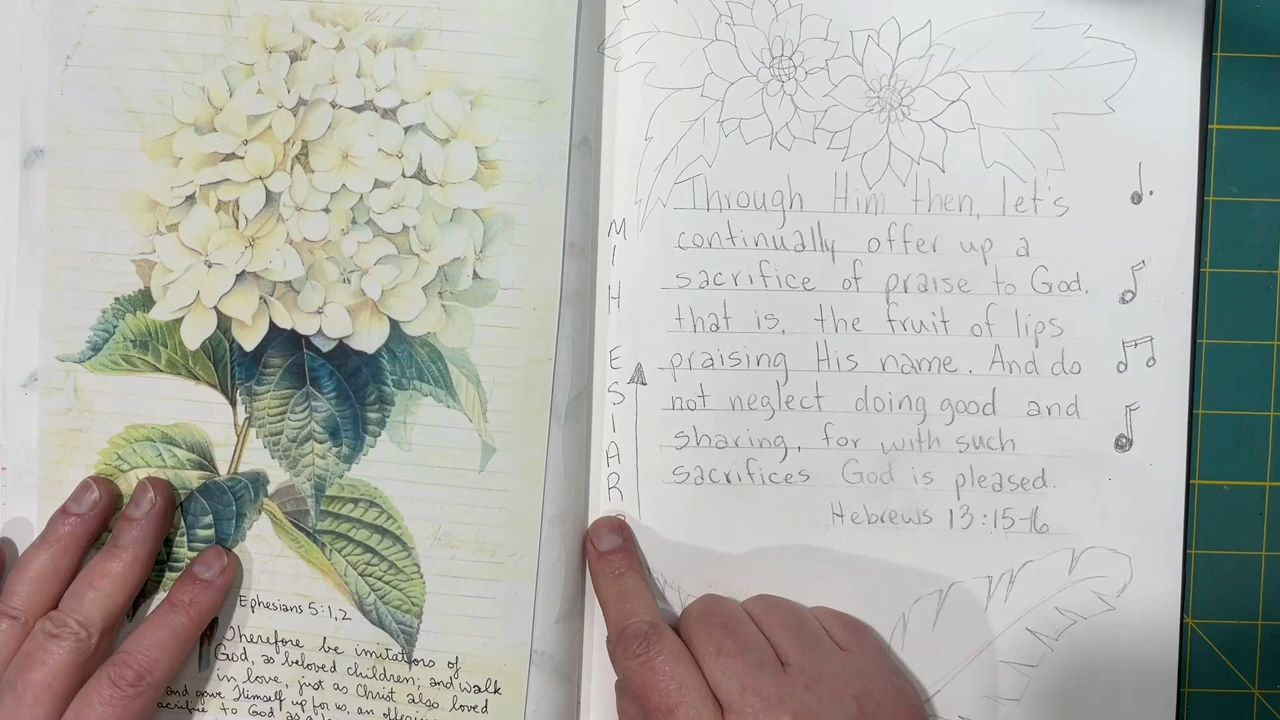 Ephesians 5:1,2
Therefore be imitators of
God, as beloved children; and walk
in love, just as Christ also loved
and gave Himself up for us, an
to God as a
M
I
H
E
S
I
A
R
Through Him then, let's
continually offer up a
sacrifice of praise to God,
that is, the fruit of lips
praising His name. And do
not neglect doing good and
sharing, for with such
sacrifices God is pleased.
Hebrews 13:15-16